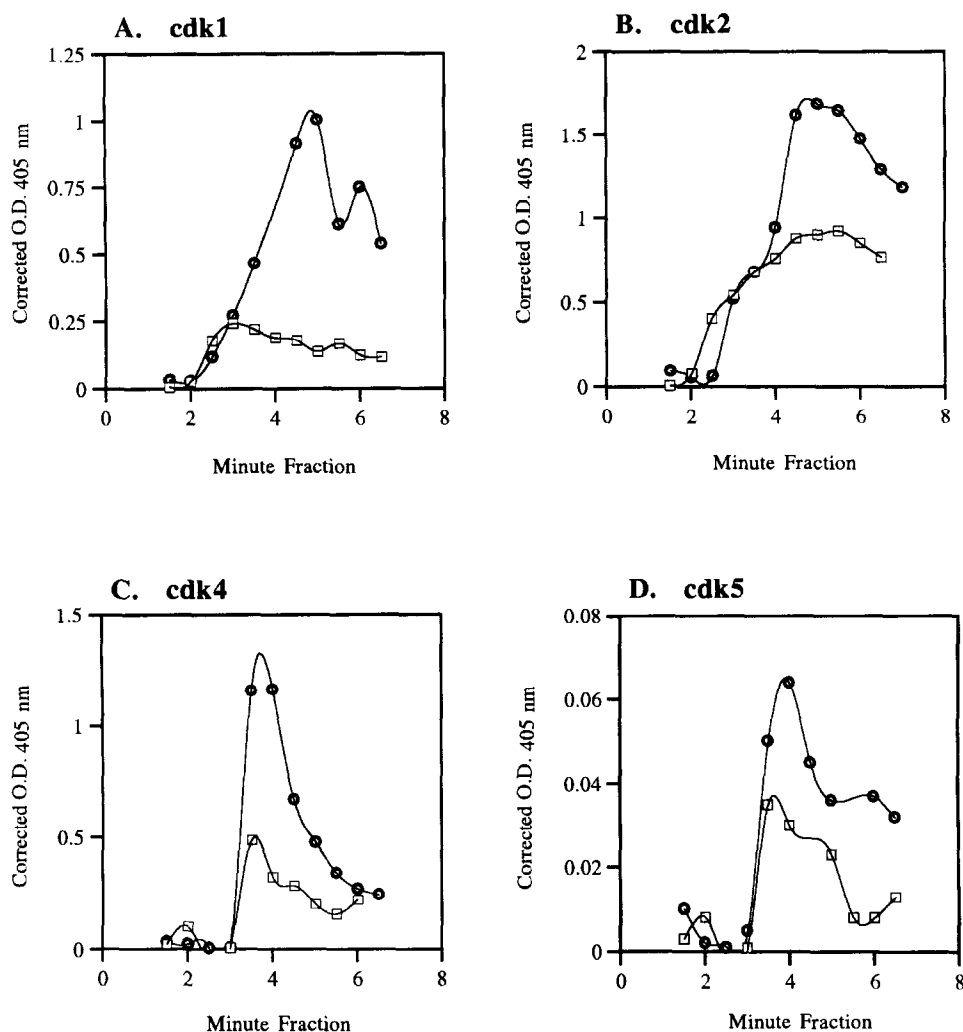 A. cdk1
Corrected O.D. 405 nm
1.25
1
0.75
0.5
0.25
0
0 2 4 6 8
Minute Fraction
B. cdk2
Corrected O.D. 405 nm
2
1.5
1
0.5
0
0 2 4 6 8
Minute Fraction
C. cdk4
Corrected O.D. 405 nm
1.5
1
0.5
0
0 2 4 6 8
Minute Fraction
D. cdk5
Corrected O.D. 405 nm
0.08
0.06
0.04
0.02
0
0 2 4 6 8
Minute Fraction